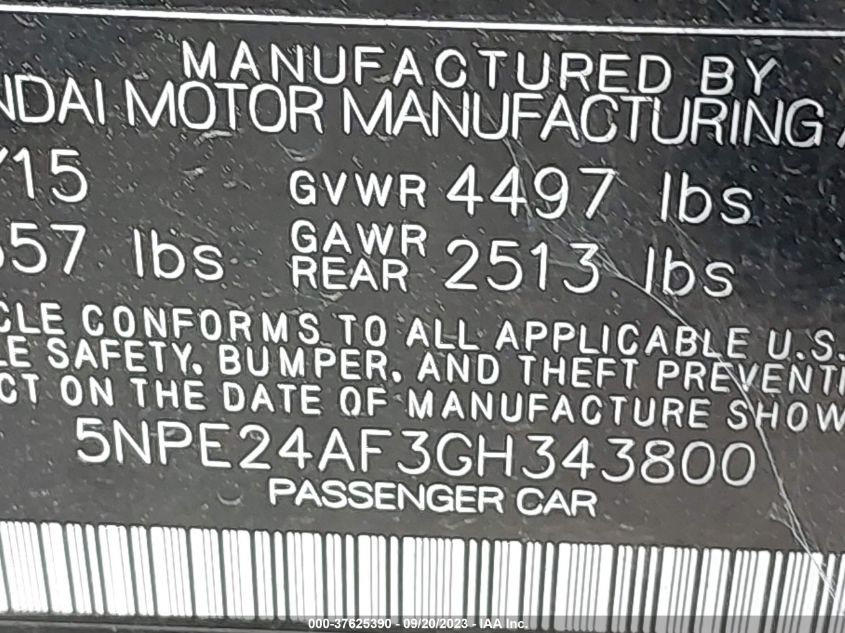 MANUFACTURED BY
NDAI MOTOR MANUFACTURING A
/15 GVWR 4497 lbs
57 lbs GAWR REAR 2513 lbs
CLE CONFORMS TO ALL APPLICABLE U.S.
LE SAFETY, BUMPER, AND THEFT PREVENTI
CT ON THE DATE OF MANUFACTURE SHOW
5NPE24AF3GH343800
PASSENGER CAR
000-37625390 - 09/20/2023 - IAA Inc.